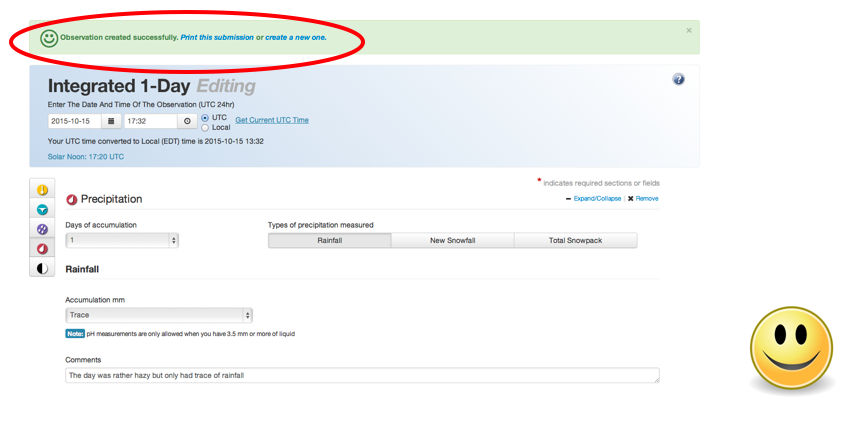 Observation created successfully. Print this submission or create a new one.
×
Integrated 1-Day Editing
?
Enter The Date And Time Of The Observation (UTC 24hr)
2015-10-15 17:32 UTC Local Get Current UTC Time
Your UTC time converted to Local (EDT) time is 2015-10-15 13:32
Solar Noon: 17:20 UTC
* indicates required sections or fields
Precipitation
Expand/Collapse | ✖ Remove
Days of accumulation Types of precipitation measured
1 Rainfall New Snowfall Total Snowpack
Rainfall
Accumulation mm
Trace
Note: pH measurements are only allowed when you have 3.5 mm or more of liquid
Comments
The day was rather hazy but only had trace of rainfall